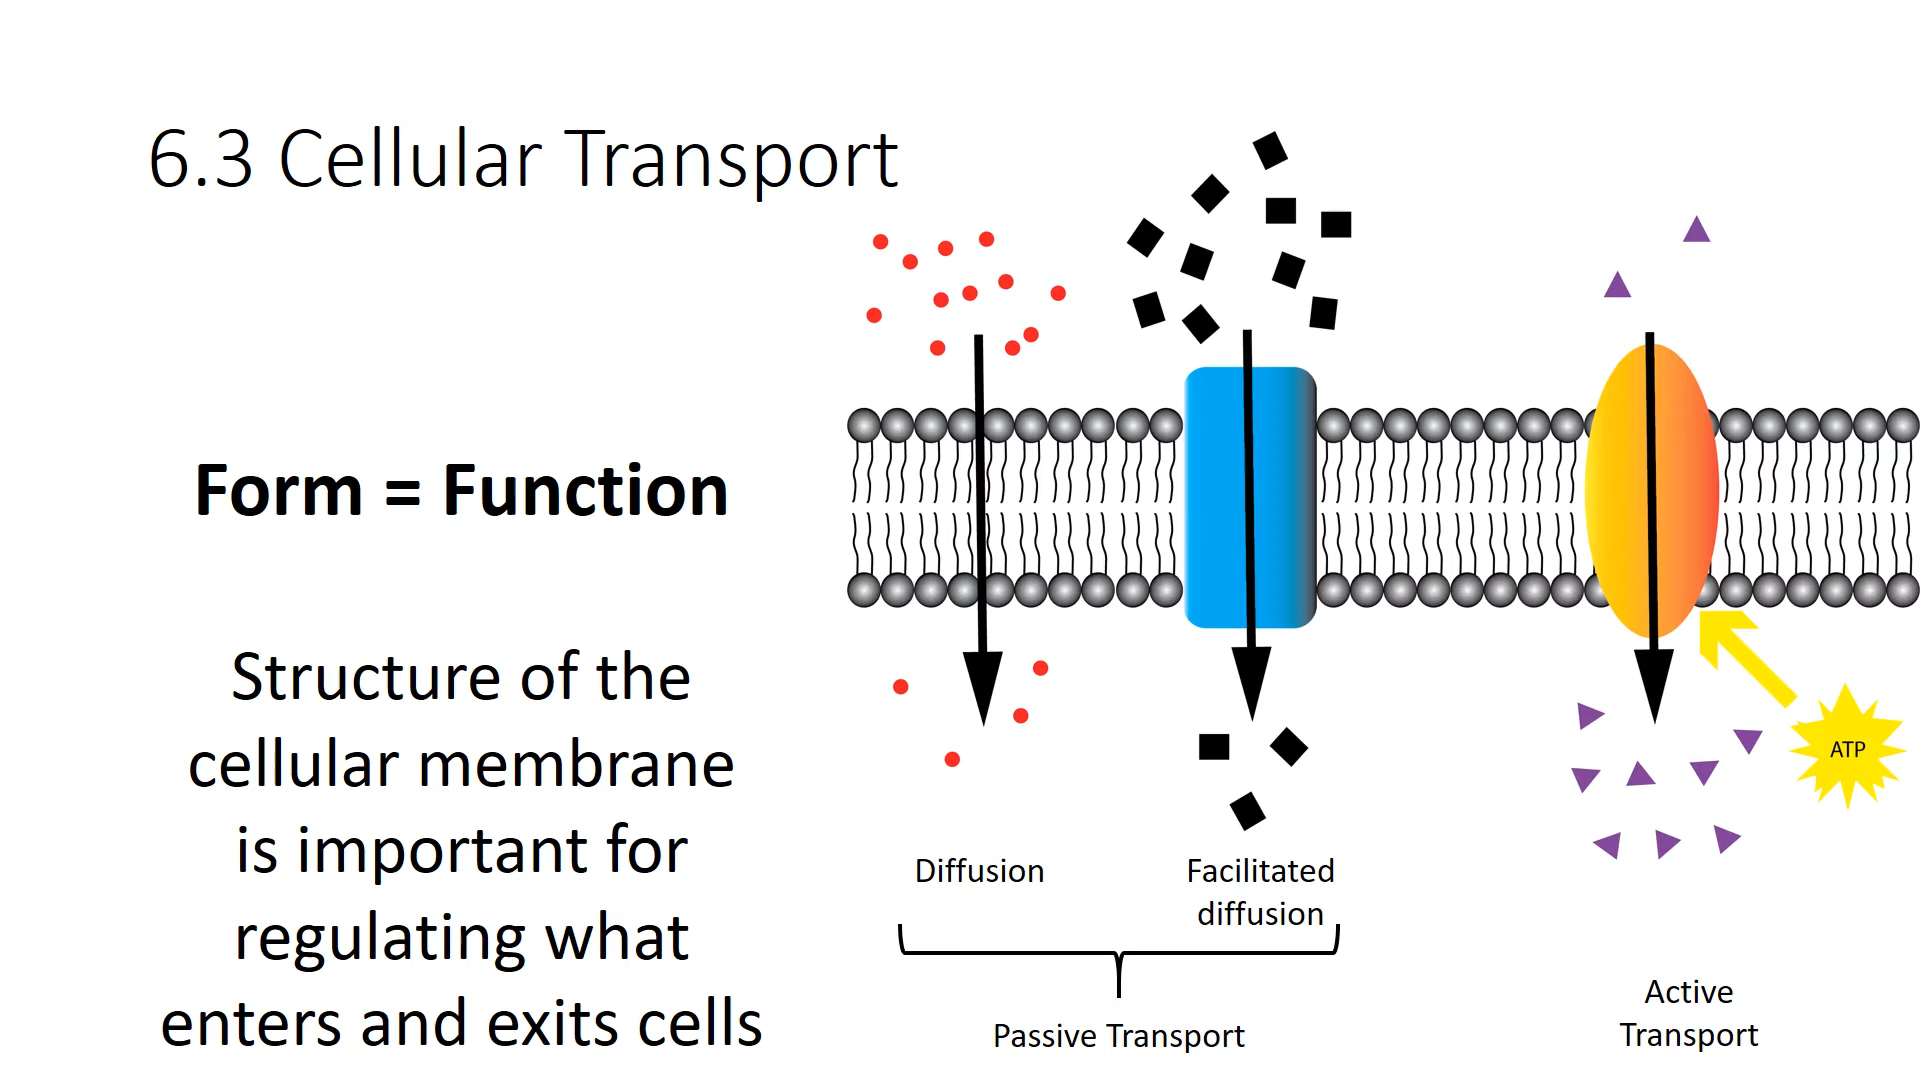 6.3 Cellular Transport
Form = Function
Structure of the
cellular membrane
is important for
regulating what
enters and exits cells
ATP
Diffusion
Facilitated
diffusion
Passive Transport
Active
Transport